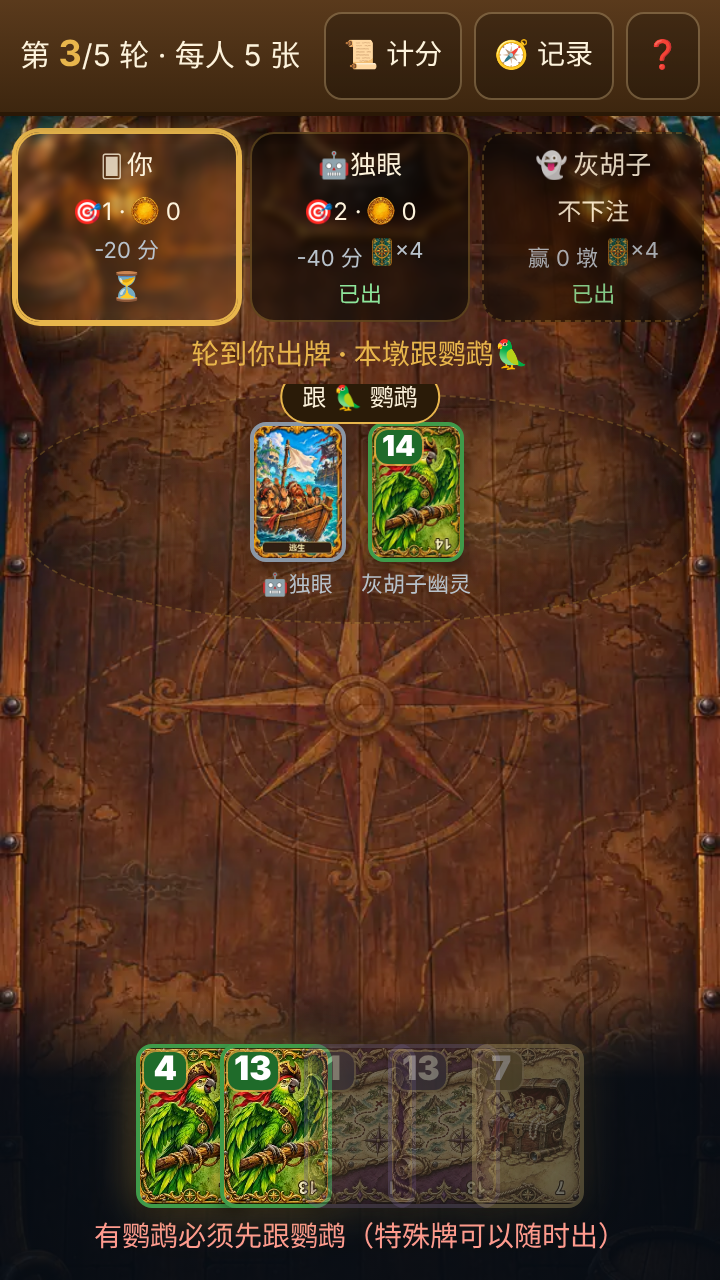 第 3/5 轮 · 每人 5 张
计分
记录
你
1 · 0
-20 分
独眼
2 · 0
-40 分 ×4
已出
灰胡子
不下注
赢 0 墩 ×4
已出
轮到你出牌 · 本墩跟鹦鹉
跟 鹦鹉
逃生
14
14
独眼
灰胡子幽灵
4
13
13
1
13
7
7
有鹦鹉必须先跟鹦鹉（特殊牌可以随时出）